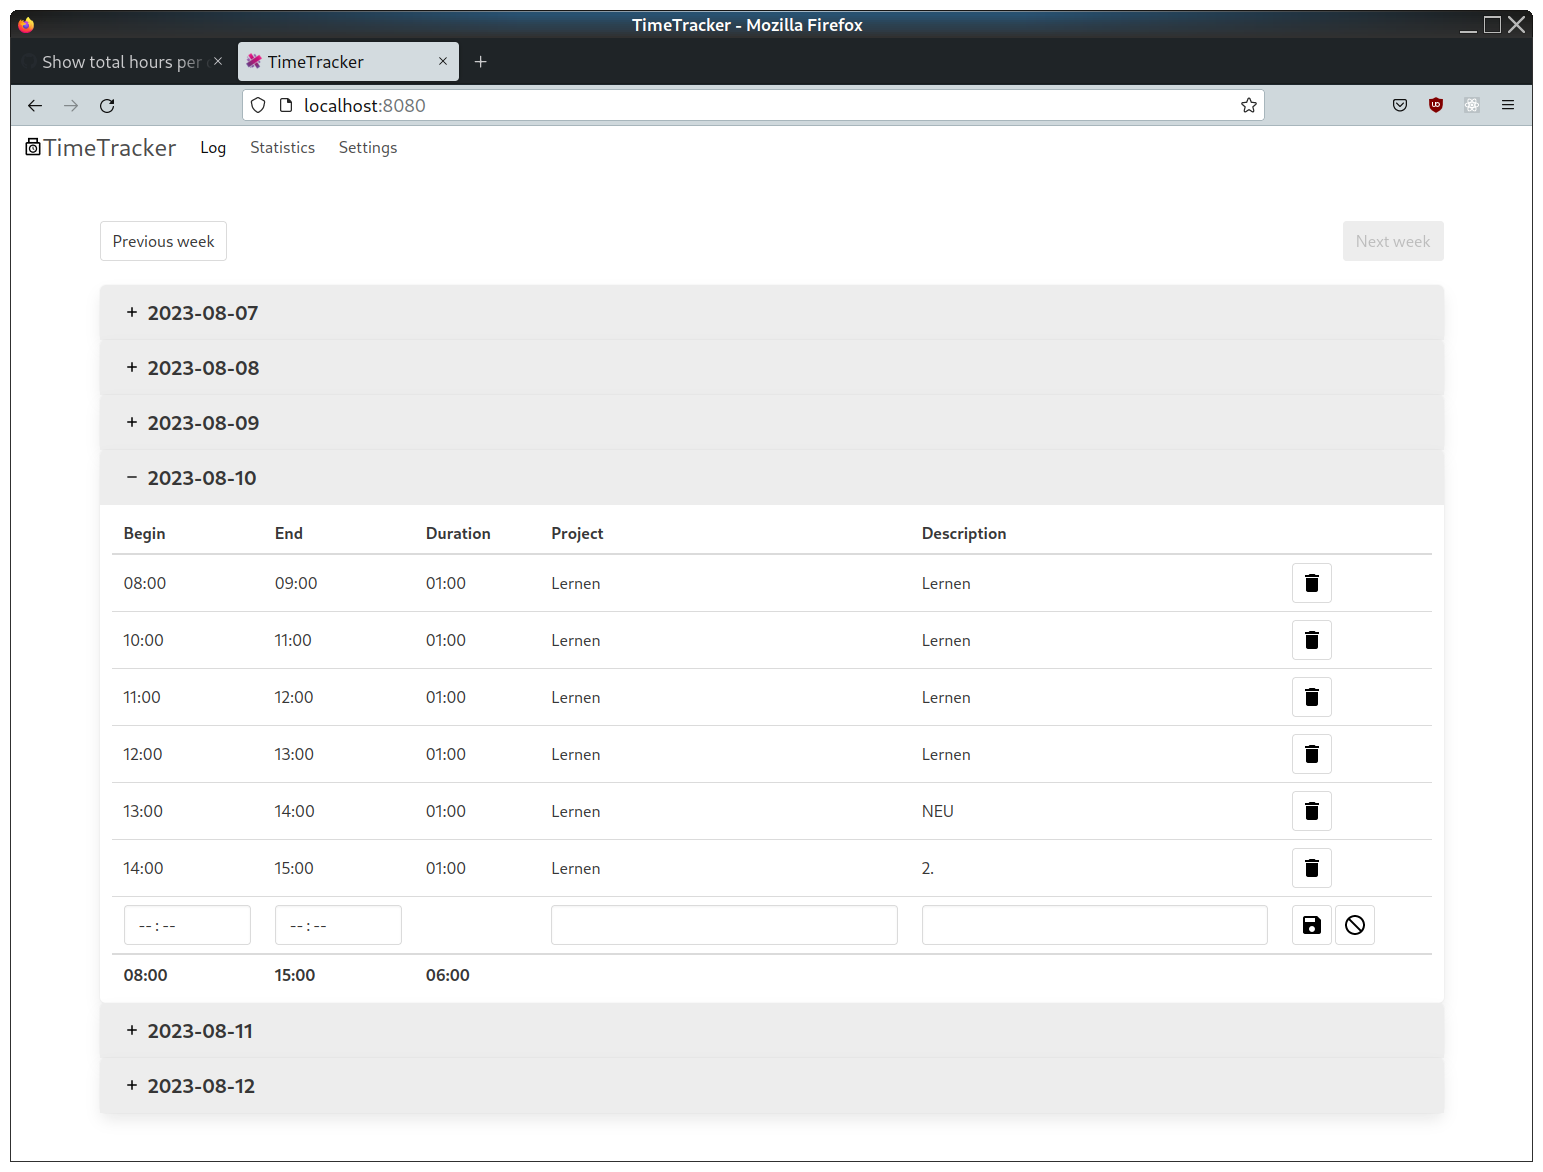 TimeTracker - Mozilla Firefox
Show total hours per
TimeTracker
localhost:8080
TimeTracker Log Statistics Settings
Previous week Next week
+ 2023-08-07
+ 2023-08-08
+ 2023-08-09
− 2023-08-10
Begin End Duration Project Description
08:00 09:00 01:00 Lernen Lernen
10:00 11:00 01:00 Lernen Lernen
11:00 12:00 01:00 Lernen Lernen
12:00 13:00 01:00 Lernen Lernen
13:00 14:00 01:00 Lernen NEU
14:00 15:00 01:00 Lernen 2.
--:-- --:--
08:00 15:00 06:00
+ 2023-08-11
+ 2023-08-12